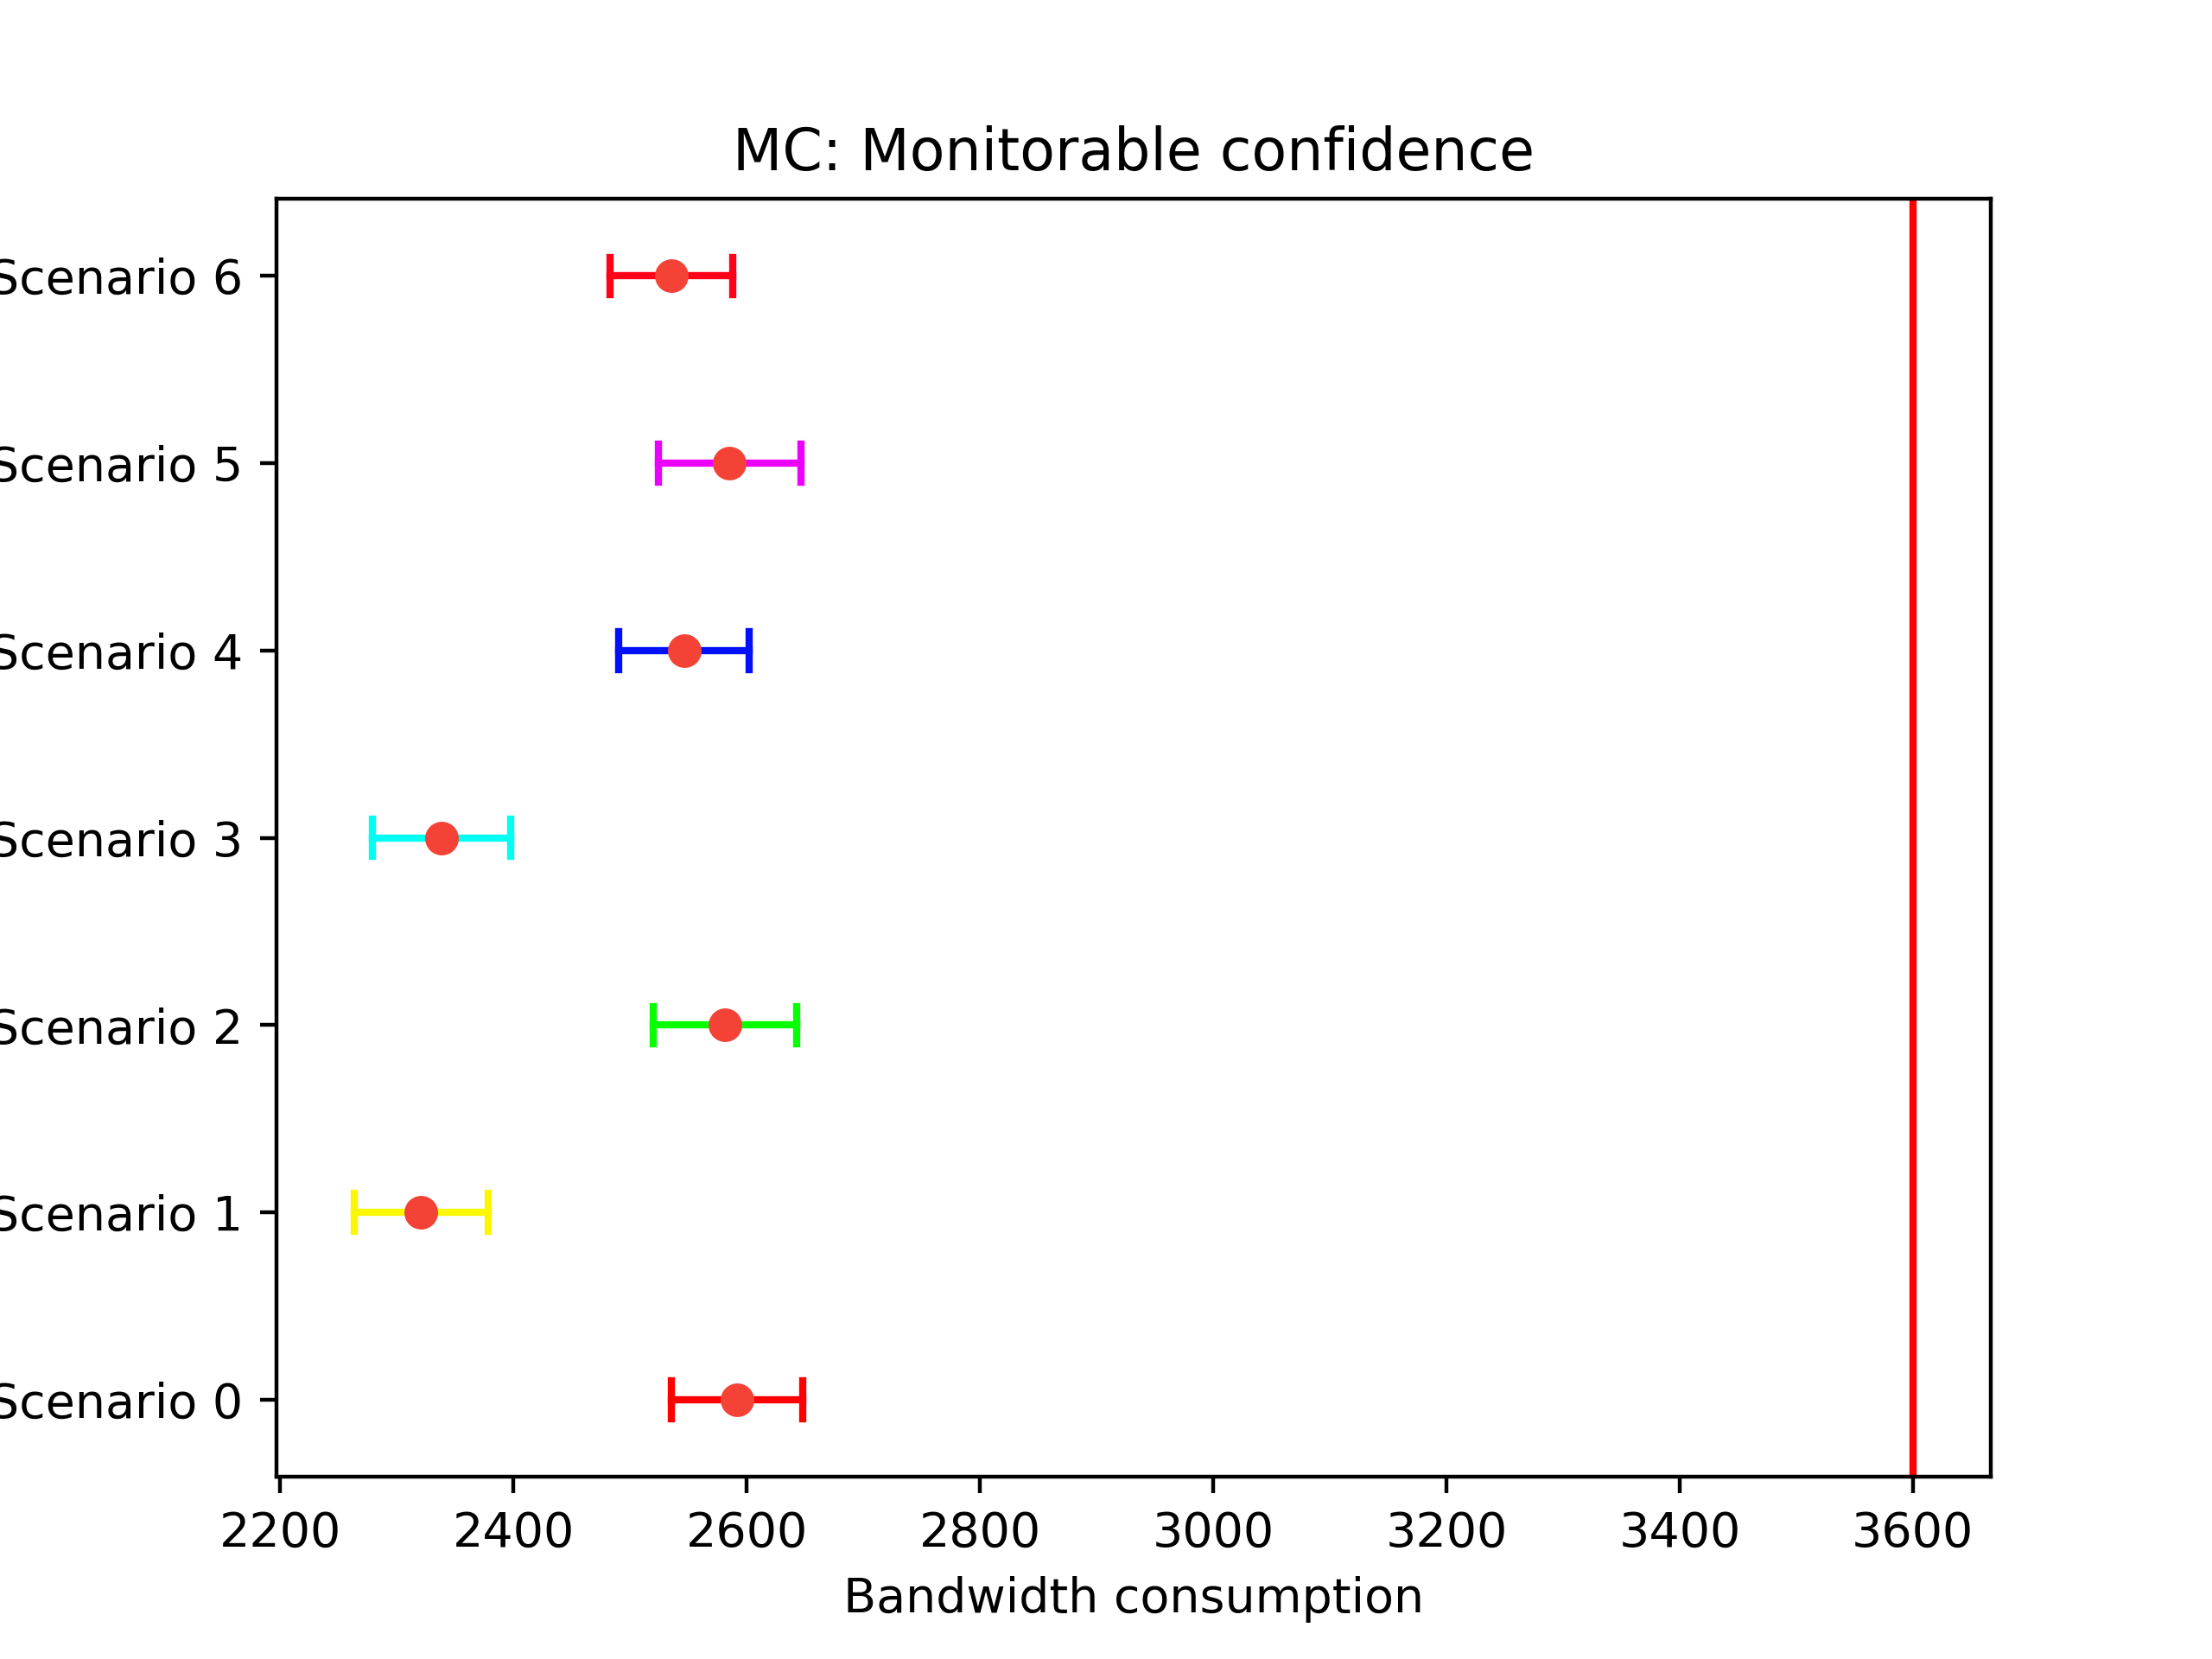 MC: Monitorable confidence
Scenario 6
Scenario 5
Scenario 4
Scenario 3
Scenario 2
Scenario 1
Scenario 0
2200 2400 2600 2800 3000 3200 3400 3600
Bandwidth consumption